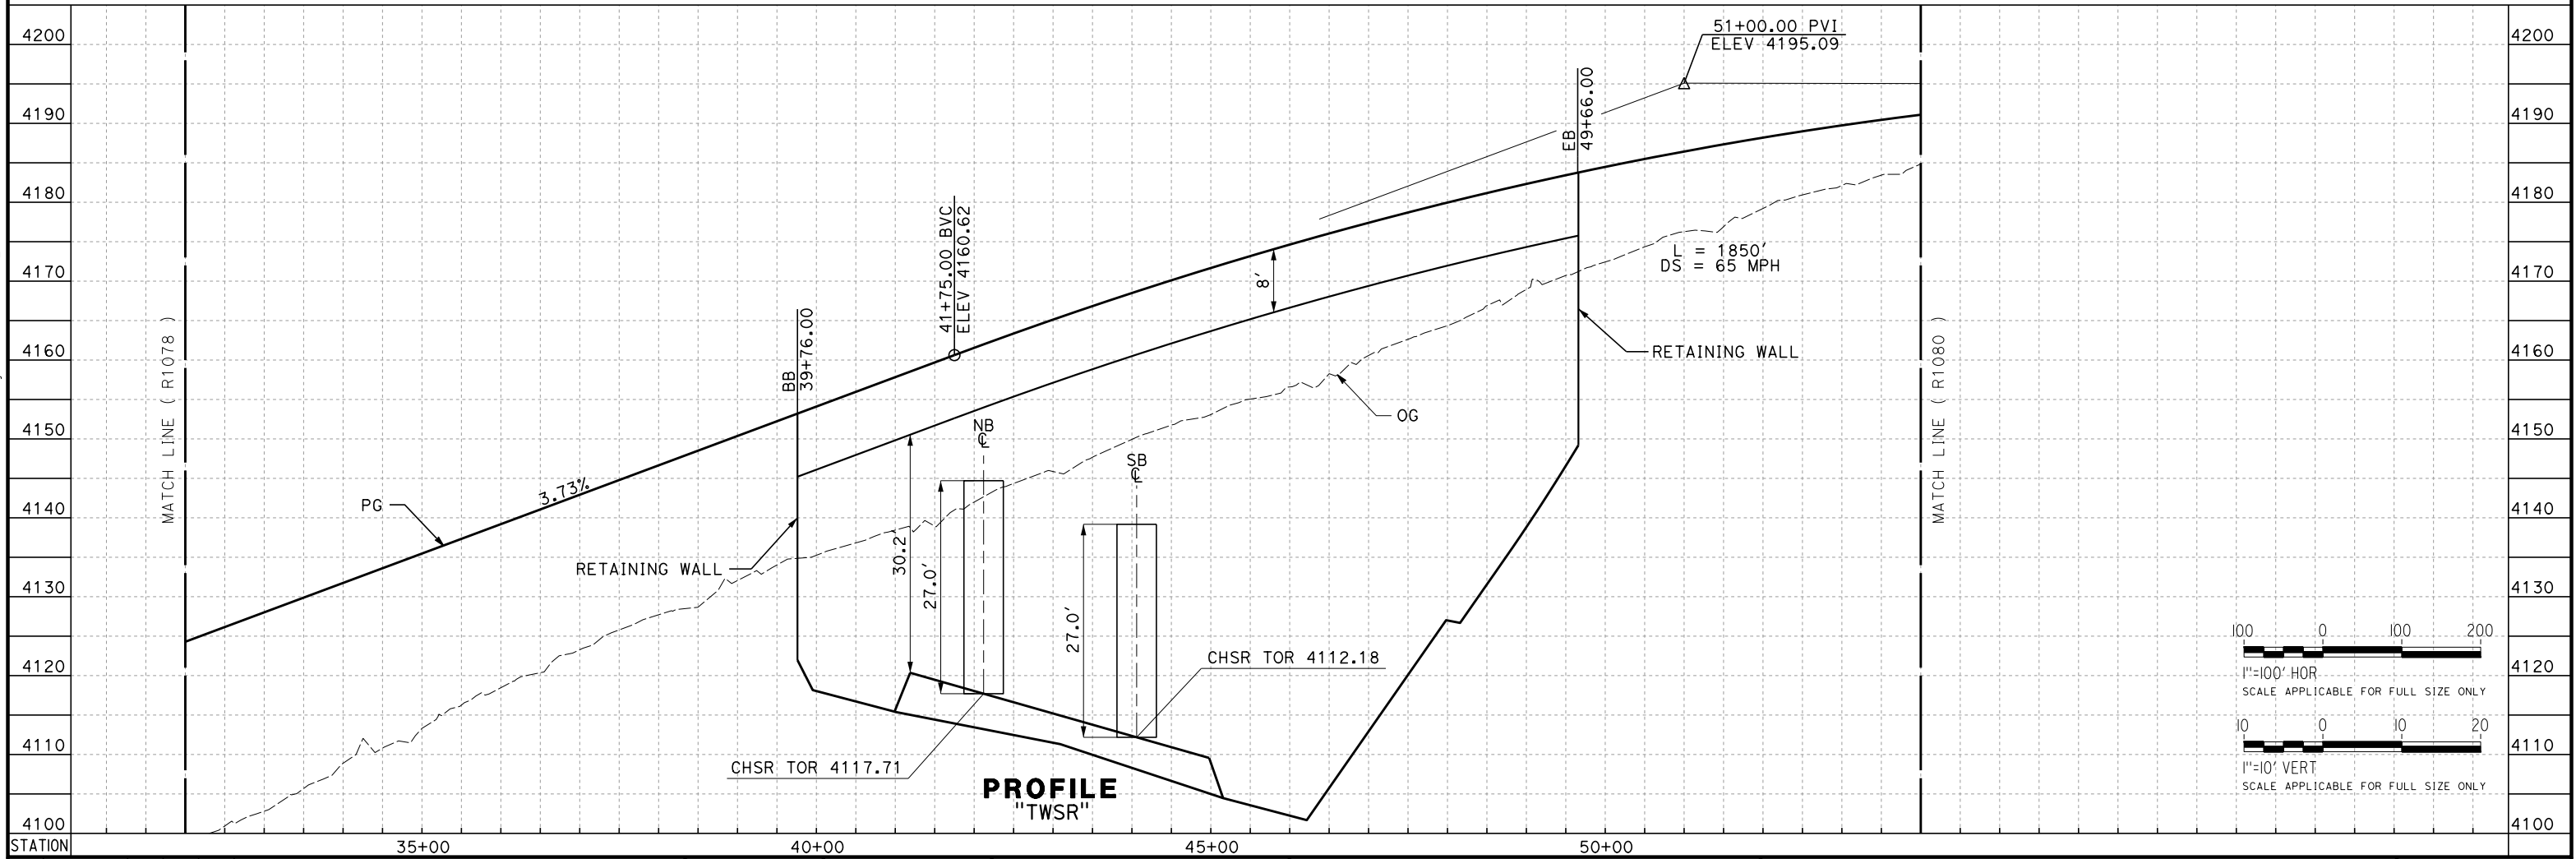 51+00.00 PVI
ELEV 4195.09
4200
4200
EB
49+66.00
4190
4190
4180
4180
41+75.00 BVC
ELEV 4160.62
L = 1850'
DS = 65 MPH
4170
4170
8'
MATCH LINE ( R1078 )
BB
39+76.00
MATCH LINE ( R1080 )
4160
RETAINING WALL
4160
OG
4150
NB
℄
4150
SB
℄
3.73%
PG
4140
4140
30.2'
27.0'
27.0'
RETAINING WALL
4130
4130
100 0 100 200
1"=100' HOR
SCALE APPLICABLE FOR FULL SIZE ONLY
4120
CHSR TOR 4112.18
4120
10 0 10 20
1"=10' VERT
SCALE APPLICABLE FOR FULL SIZE ONLY
4110
CHSR TOR 4117.71
4110
PROFILE
"TWSR"
4100
4100
STATION
35+00
40+00
45+00
50+00